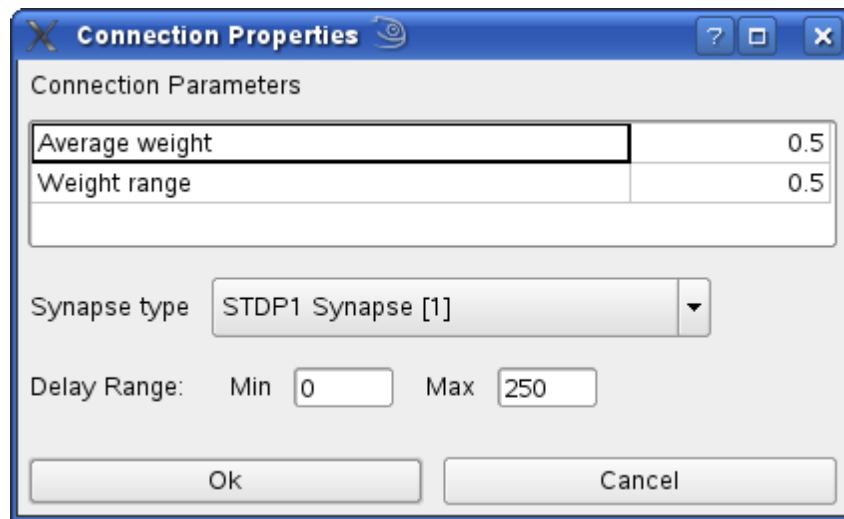 Connection Properties
Connection Parameters
Average weight 0.5
Weight range 0.5
Synapse type STDP1 Synapse [1]
Delay Range: Min 0 Max 250
Ok Cancel